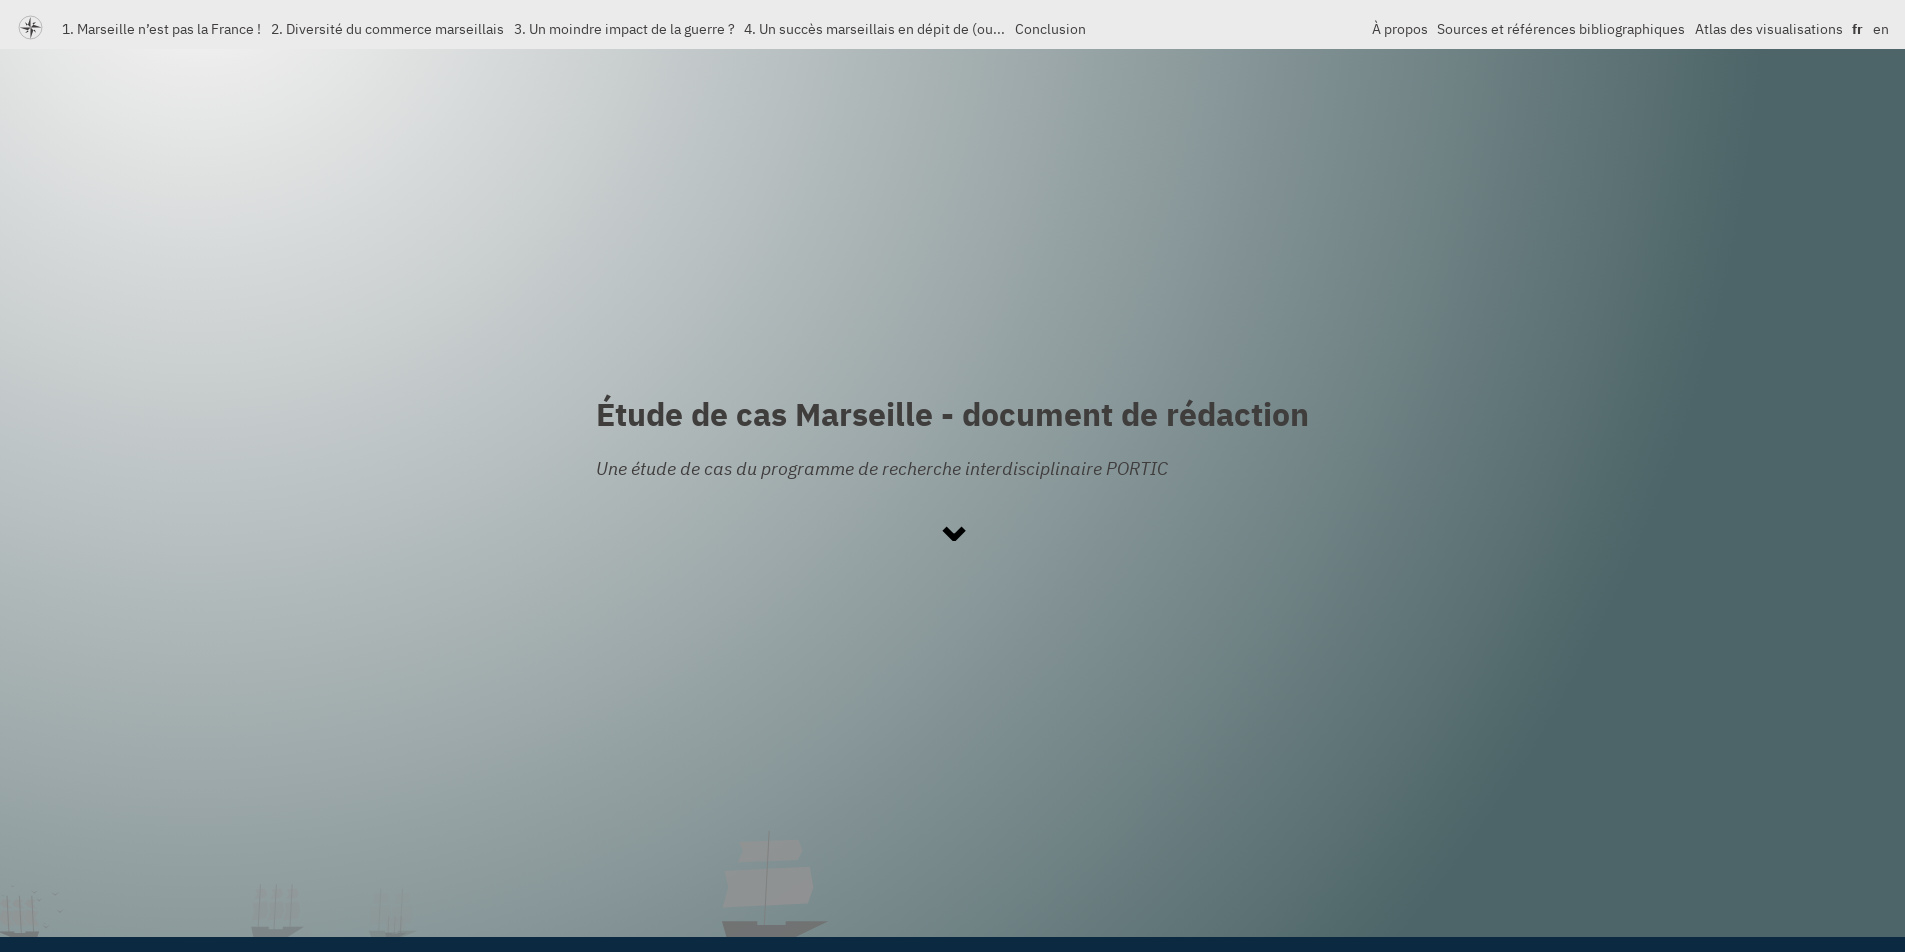 1. Marseille n’est pas la France ! 2. Diversité du commerce marseillais 3. Un moindre impact de la guerre ? 4. Un succès marseillais en dépit de (ou... Conclusion À propos Sources et références bibliographiques Atlas des visualisations fr en
Étude de cas Marseille - document de rédaction
Une étude de cas du programme de recherche interdisciplinaire PORTIC